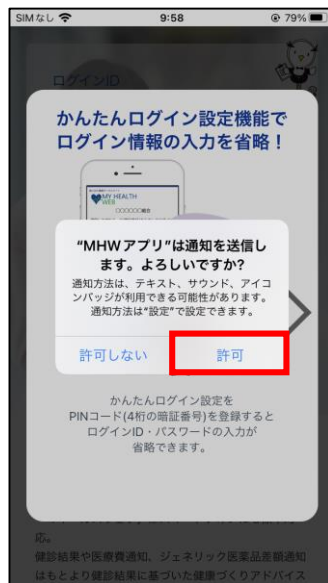 SIMなし 9:58 79%
ログインID
かんたんログイン設定機能で
ログイン情報の入力を省略！
MY HEALTH
WEB
〇〇〇〇〇〇組合
"MHWアプリ"は通知を送信し
ます。よろしいですか?
通知方法は、テキスト、サウンド、アイコ
ンバッジが利用できる可能性があります。
通知方法は"設定"で設定できます。
許可しない 許可
かんたんログイン設定を
PINコード(4桁の暗証番号)を登録すると
ログインID・パスワードの入力が
省略できます。
応。
健診結果や医療費通知、ジェネリック医薬品差額通知
はもとより健診結果に基づいた健康づくりアドバイス